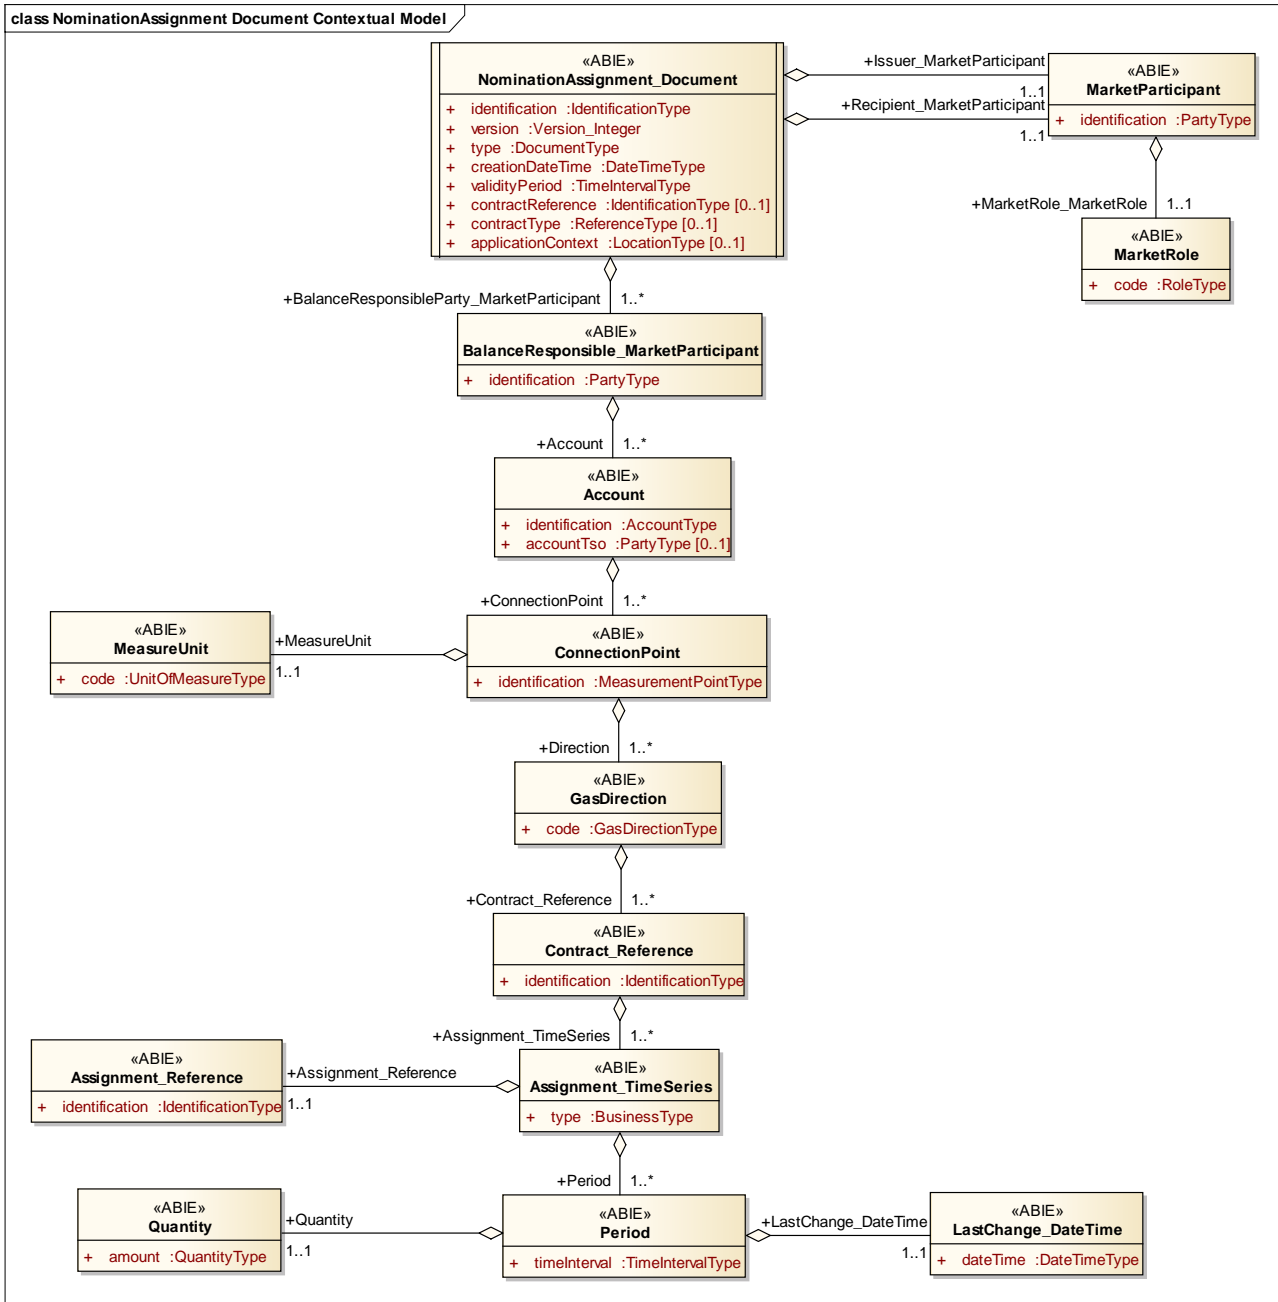 class NominationAssignment Document Contextual Model
«ABIE»
NominationAssignment_Document
+ identification :IdentificationType
+ version :Version_Integer
+ type :DocumentType
+ creationDateTime :DateTimeType
+ validityPeriod :TimeIntervalType
+ contractReference :IdentificationType [0..1]
+ contractType :ReferenceType [0..1]
+ applicationContext :LocationType [0..1]
+Issuer_MarketParticipant
1..1
+Recipient_MarketParticipant
1..1
«ABIE»
MarketParticipant
+ identification :PartyType
+MarketRole_MarketRole
1..1
«ABIE»
MarketRole
+ code :RoleType
+BalanceResponsibleParty_MarketParticipant
1..*
«ABIE»
BalanceResponsible_MarketParticipant
+ identification :PartyType
+Account
1..*
«ABIE»
Account
+ identification :AccountType
+ accountTso :PartyType [0..1]
+ConnectionPoint
1..*
«ABIE»
MeasureUnit
+ code :UnitOfMeasureType
+MeasureUnit
1..1
«ABIE»
ConnectionPoint
+ identification :MeasurementPointType
+Direction
1..*
«ABIE»
GasDirection
+ code :GasDirectionType
+Contract_Reference
1..*
«ABIE»
Contract_Reference
+ identification :IdentificationType
+Assignment_TimeSeries
1..*
«ABIE»
Assignment_Reference
+ identification :IdentificationType
+Assignment_Reference
1..1
«ABIE»
Assignment_TimeSeries
+ type :BusinessType
+Period
1..*
«ABIE»
Quantity
+ amount :QuantityType
+Quantity
1..1
«ABIE»
Period
+ timeInterval :TimeIntervalType
+LastChange_DateTime
1..1
«ABIE»
LastChange_DateTime
+ dateTime :DateTimeType